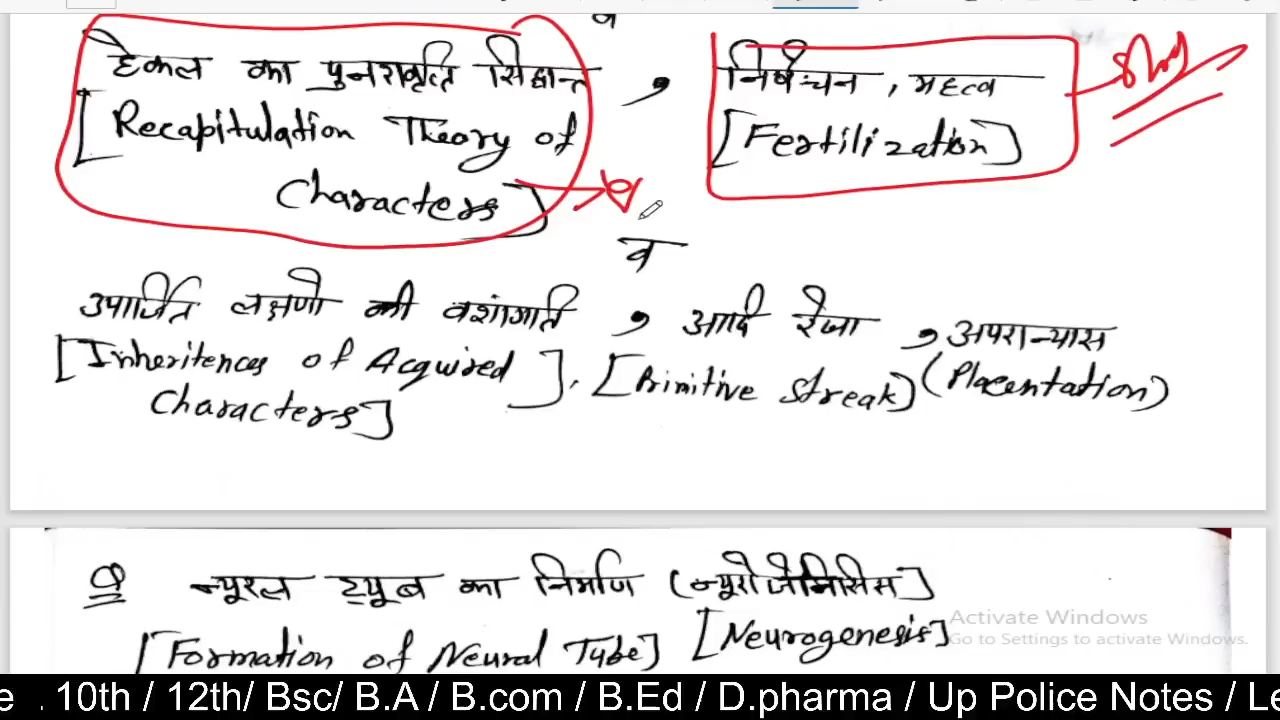 व
हैकल का पुनरावृति सिद्धान्त , निषेचन , महत्व
[Recapitulation Theory of Characters] [Fertilization]
व
उपार्जित लक्षणो की वशांगति , आदि रेखा , अपरान्यास
[Inheritences of Acquired Characters] , [Primitive Streak] (Placentation)
Q न्यूरल ट्यूब का निर्माण (न्यूरोजेनिसिस]
[Formation of Neural Tube] [Neurogenesis]
Activate Windows
Go to Settings to activate Windows.
e . 10th / 12th/ Bsc/ B.A / B.com / B.Ed / D.pharma / Up Police Notes / Le